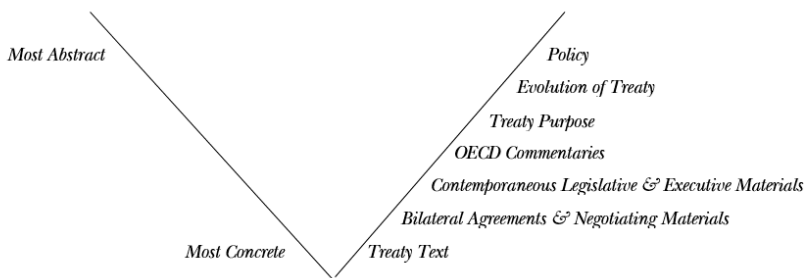 Most Abstract
Policy
Evolution of Treaty
Treaty Purpose
OECD Commentaries
Contemporaneous Legislative & Executive Materials
Bilateral Agreements & Negotiating Materials
Most Concrete
Treaty Text